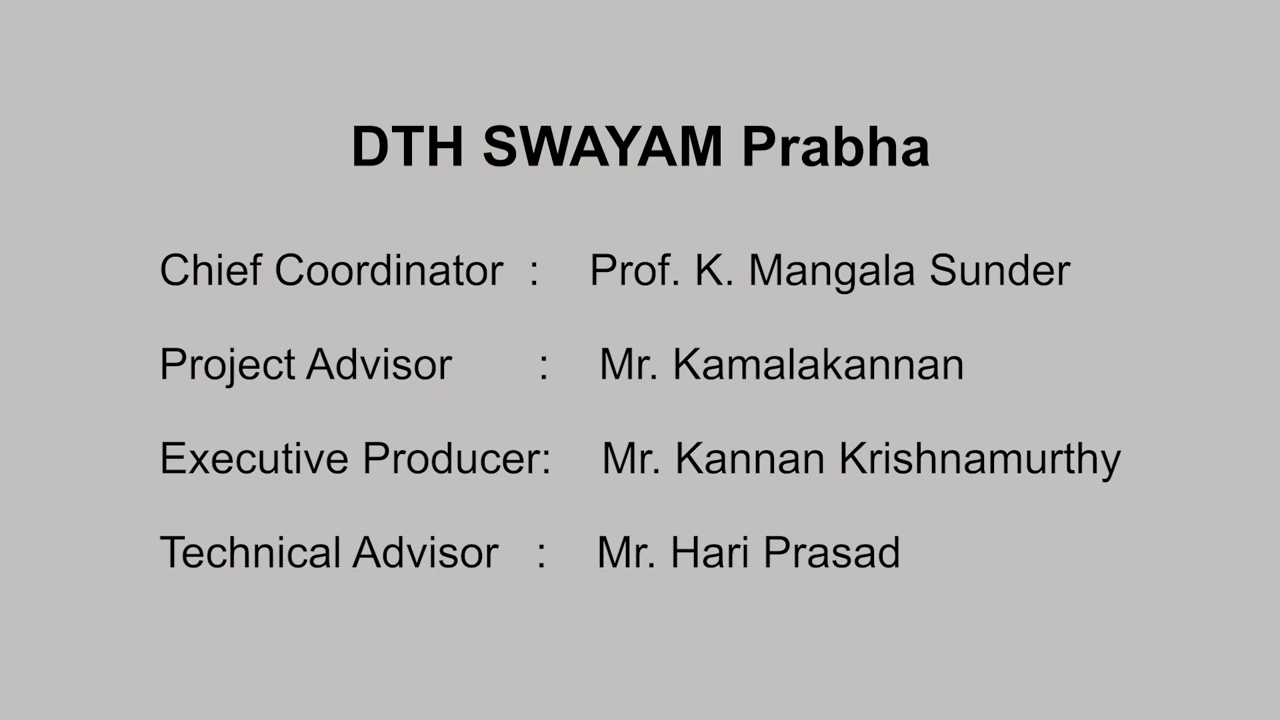 DTH SWAYAM Prabha
Chief Coordinator : Prof. K. Mangala Sunder
Project Advisor : Mr. Kamalakannan
Executive Producer: Mr. Kannan Krishnamurthy
Technical Advisor : Mr. Hari Prasad